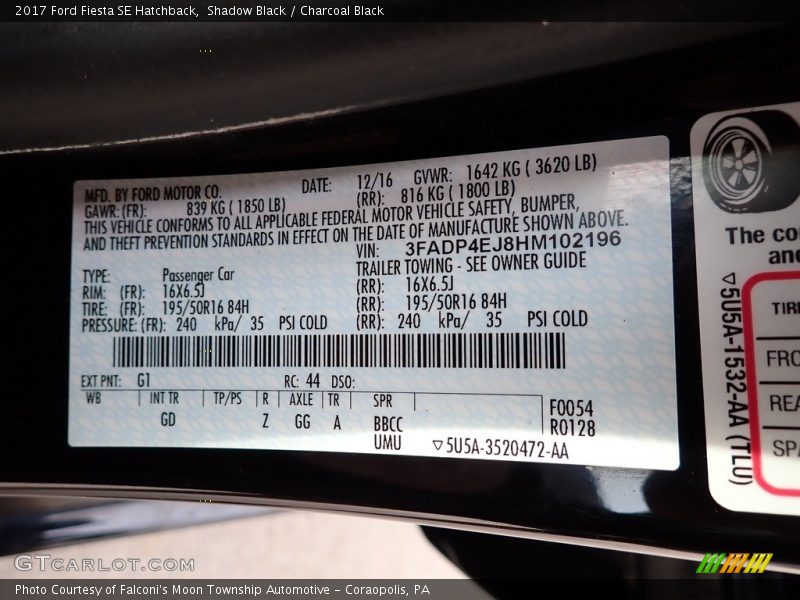 2017 Ford Fiesta SE Hatchback, Shadow Black / Charcoal Black
MFD. BY FORD MOTOR CO. DATE: 12/16 GVWR: 1642 KG ( 3620 LB)
GAWR: (FR): 839 KG ( 1850 LB) (RR): 816 KG ( 1800 LB)
THIS VEHICLE CONFORMS TO ALL APPLICABLE FEDERAL MOTOR VEHICLE SAFETY, BUMPER,
AND THEFT PREVENTION STANDARDS IN EFFECT ON THE DATE OF MANUFACTURE SHOWN ABOVE.
VIN: 3FADP4EJ8HM102196
TYPE: Passenger Car TRAILER TOWING - SEE OWNER GUIDE
RIM: (FR): 16X6.5J (RR): 16X6.5J
TIRE: (FR): 195/50R16 84H (RR): 195/50R16 84H
PRESSURE: (FR): 240 kPa/ 35 PSI COLD (RR): 240 kPa/ 35 PSI COLD
EXT PNT: G1 RC: 44 DSO:
WB INT TR TP/PS R AXLE TR SPR F0054
GD Z GG A BBCC R0128
UMU ▽5U5A-3520472-AA
The co
an
▽5U5A-1532-AA (TLU)
TIRE
FRO
REA
SPA
GTCARLOT.COM
Photo Courtesy of Falconi's Moon Township Automotive - Coraopolis, PA